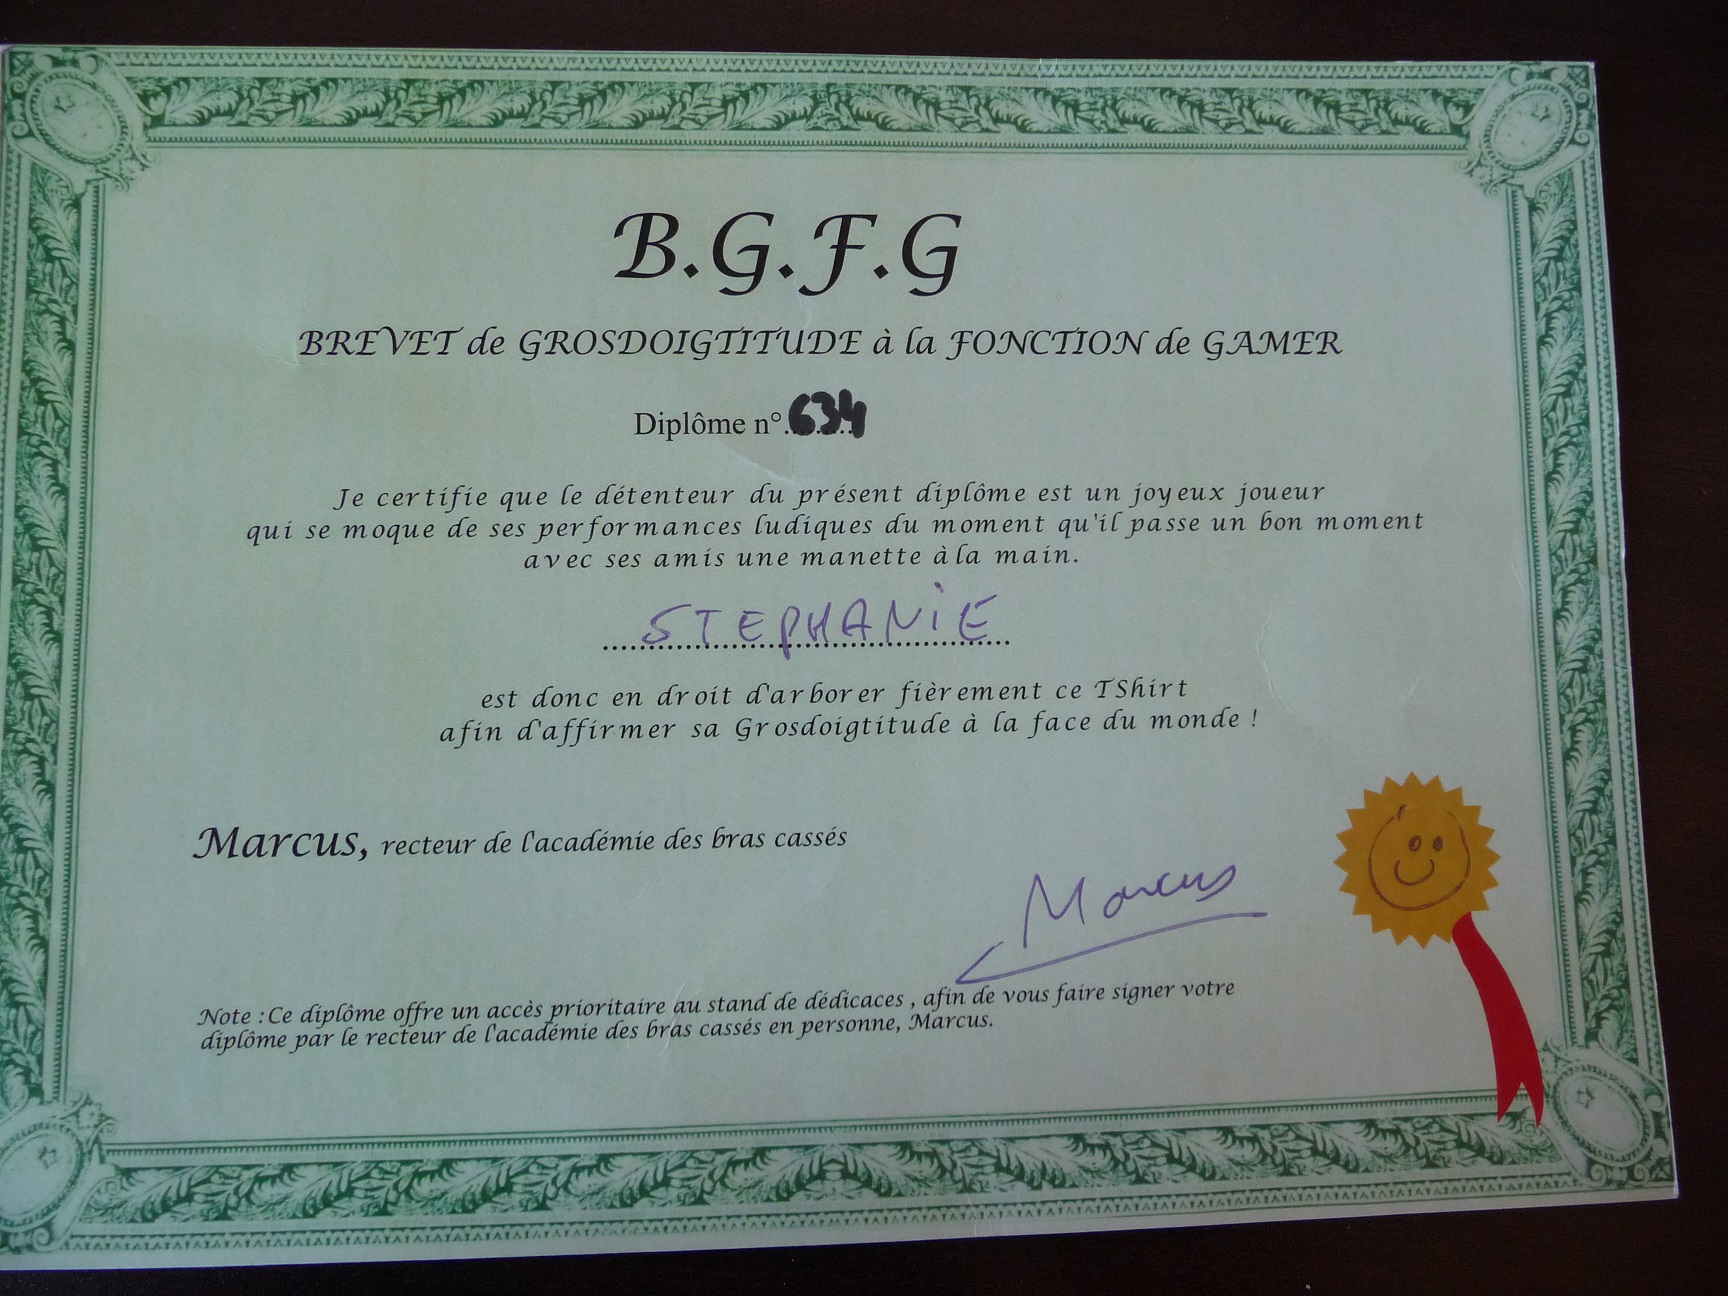 B.G.F.G
BREVET de GROSDOIGTITUDE à la FONCTION de GAMER
Diplôme n°.634
Je certifie que le détenteur du présent diplôme est un joyeux joueur
qui se moque de ses performances ludiques du moment qu'il passe un bon moment
avec ses amis une manette à la main.
STEPHANiE
est donc en droit d'arborer fièrement ce TShirt
afin d'affirmer sa Grosdoigtitude à la face du monde !
Marcus, recteur de l'académie des bras cassés
Marcus
Note : Ce diplôme offre un accès prioritaire au stand de dédicaces , afin de vous faire signer votre
diplôme par le recteur de l'académie des bras cassés en personne, Marcus.